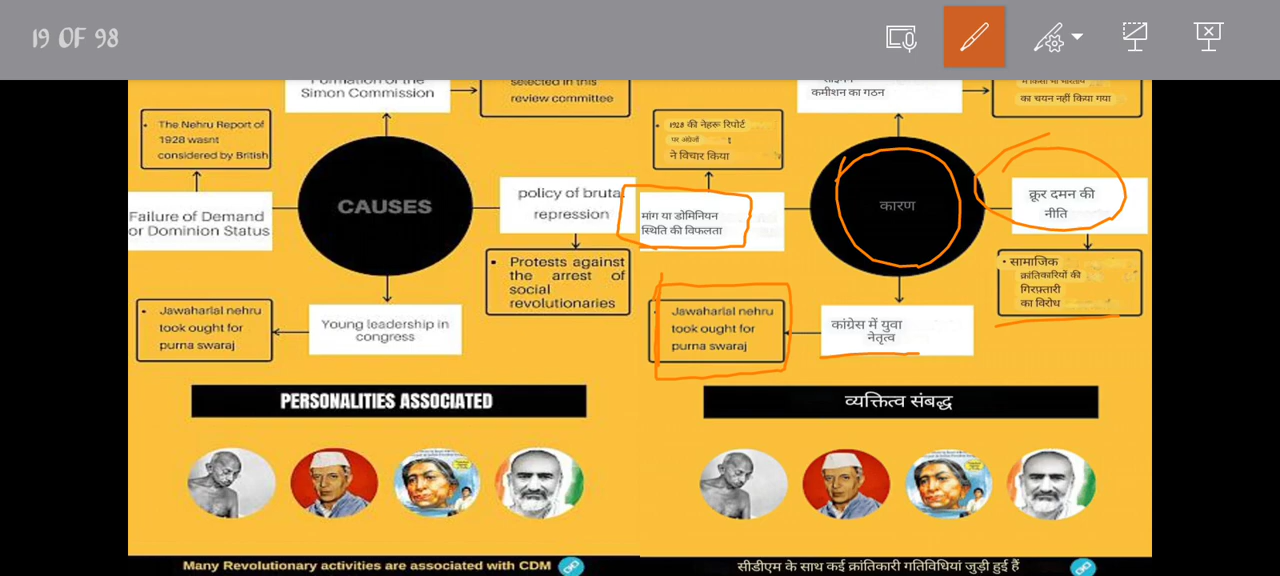 19 OF 98
Formation of the
Simon Commission
selected in this
review committee
The Nehru Report of
1928 wasnt
considered by British
Failure of Demand
or Dominion Status
CAUSES
policy of brutal
repression
Protests against
the arrest of
social
revolutionaries
Jawaharlal nehru
took ought for
purna swaraj
Young leadership in
congress
PERSONALITIES ASSOCIATED
Many Revolutionary activities are associated with CDM
कमीशन का गठन
का चयन नहीं किया गया
1928 की नेहरू रिपोर्ट
पर अंग्रेजों
ने विचार किया
मांग या डोमिनियन
स्थिति की विफलता
कारण
क्रूर दमन की
नीति
सामाजिक
क्रांतिकारियों की
गिरफ़्तारी
का विरोध
Jawaharlal nehru
took ought for
purna swaraj
कांग्रेस में युवा
नेतृत्व
व्यक्तित्व संबद्ध
सीडीएम के साथ कई क्रांतिकारी गतिविधियां जुड़ी हुई हैं